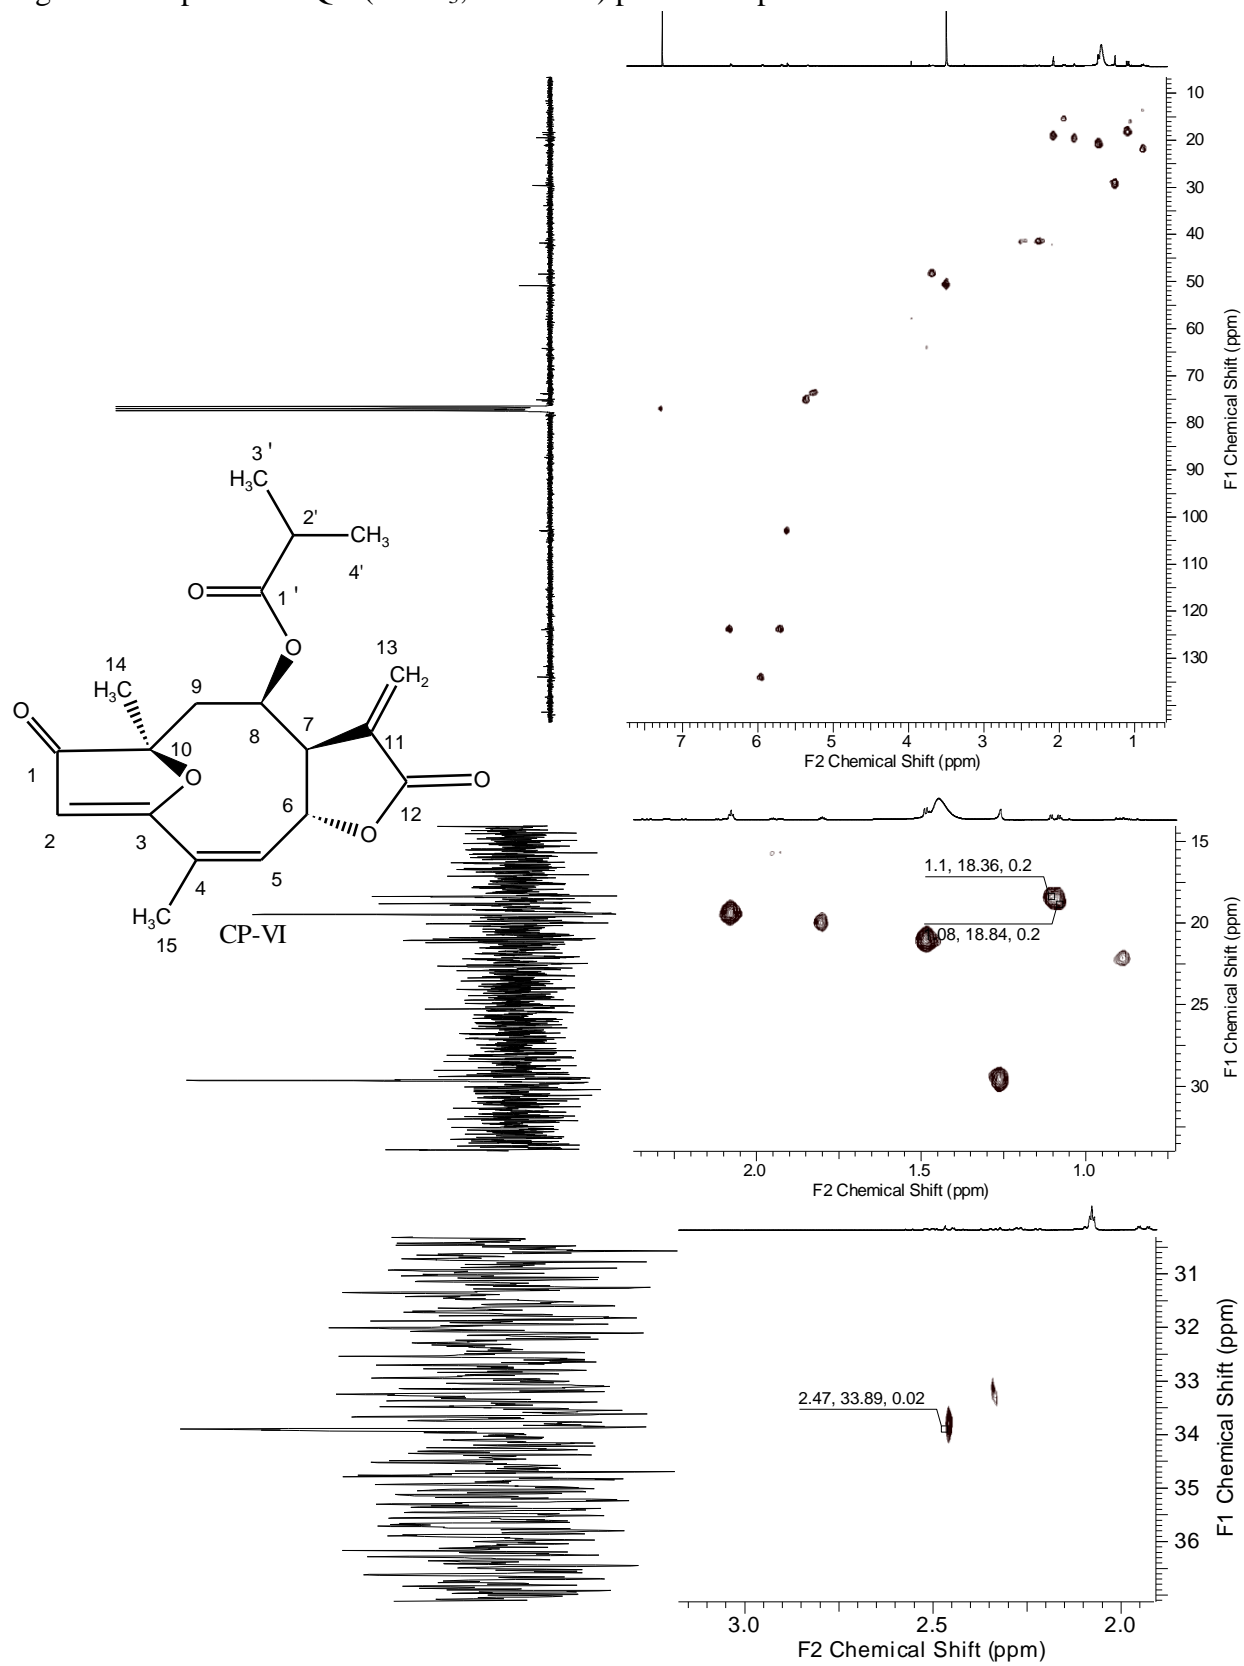 10
20
30
40
50
60
70
80
90
100
110
120
130
F1 Chemical Shift (ppm)
7 6 5 4 3 2 1
F2 Chemical Shift (ppm)
3 '
H₃C
2'
CH₃
4'
O
1 '
O
13
CH₂
14
H₃C
9
O
10
8
7
11
O
1
O
6
12
O
2
3
4
5
H₃C
15
CP-VI
15
1.1, 18.36, 0.2
20
08, 18.84, 0.2
25
30
F1 Chemical Shift (ppm)
2.0 1.5 1.0
F2 Chemical Shift (ppm)
31
32
33
2.47, 33.89, 0.02
34
35
36
F1 Chemical Shift (ppm)
3.0 2.5 2.0
F2 Chemical Shift (ppm)